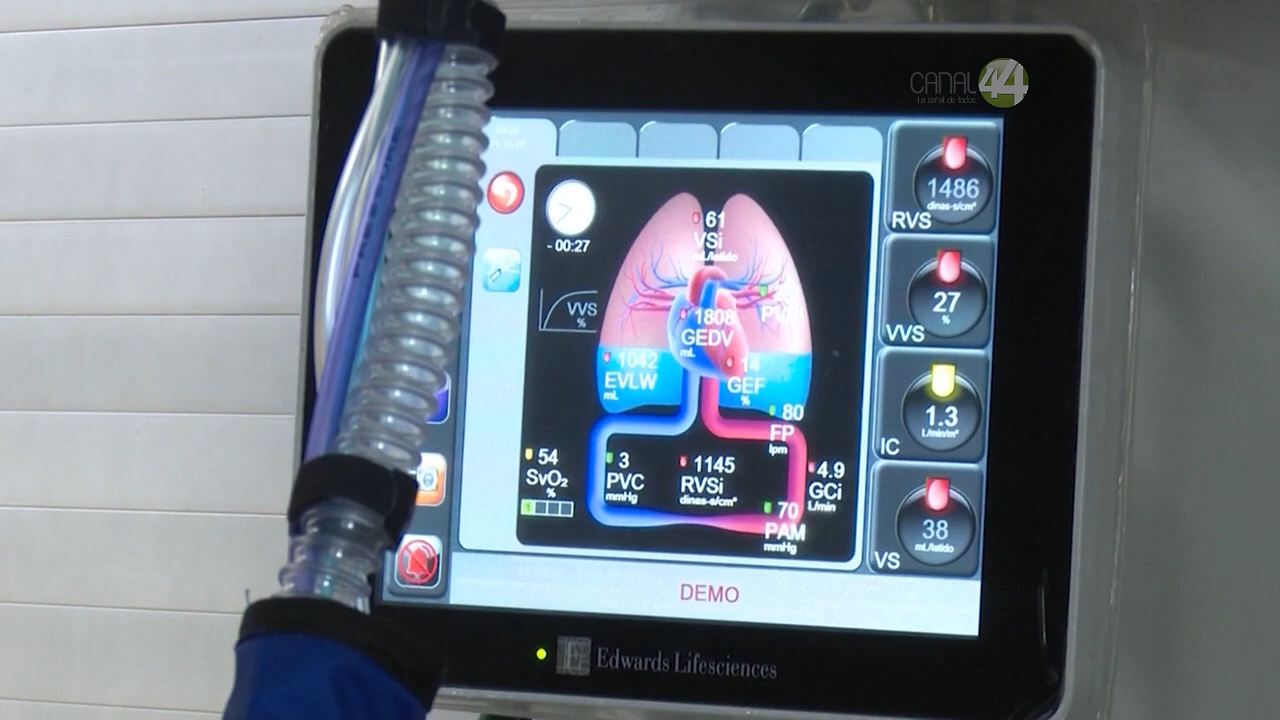 CANAL 44
La señal de todos
1486
dinas-s/cm⁵
RVS
27
%
VVS
1.3
L/min/m²
IC
38
mL/latido
VS
- 00:27
VVS
%
61
VSi
mL/latido
1808
GEDV
mL
1042
EVLW
mL
14
GEF
%
80
FP
lpm
54
SvO₂
%
1
3
PVC
mmHg
1145
RVSi
dinas-s/cm⁵
4.9
GCi
L/min
70
PAM
mmHg
DEMO
Edwards Lifesciences